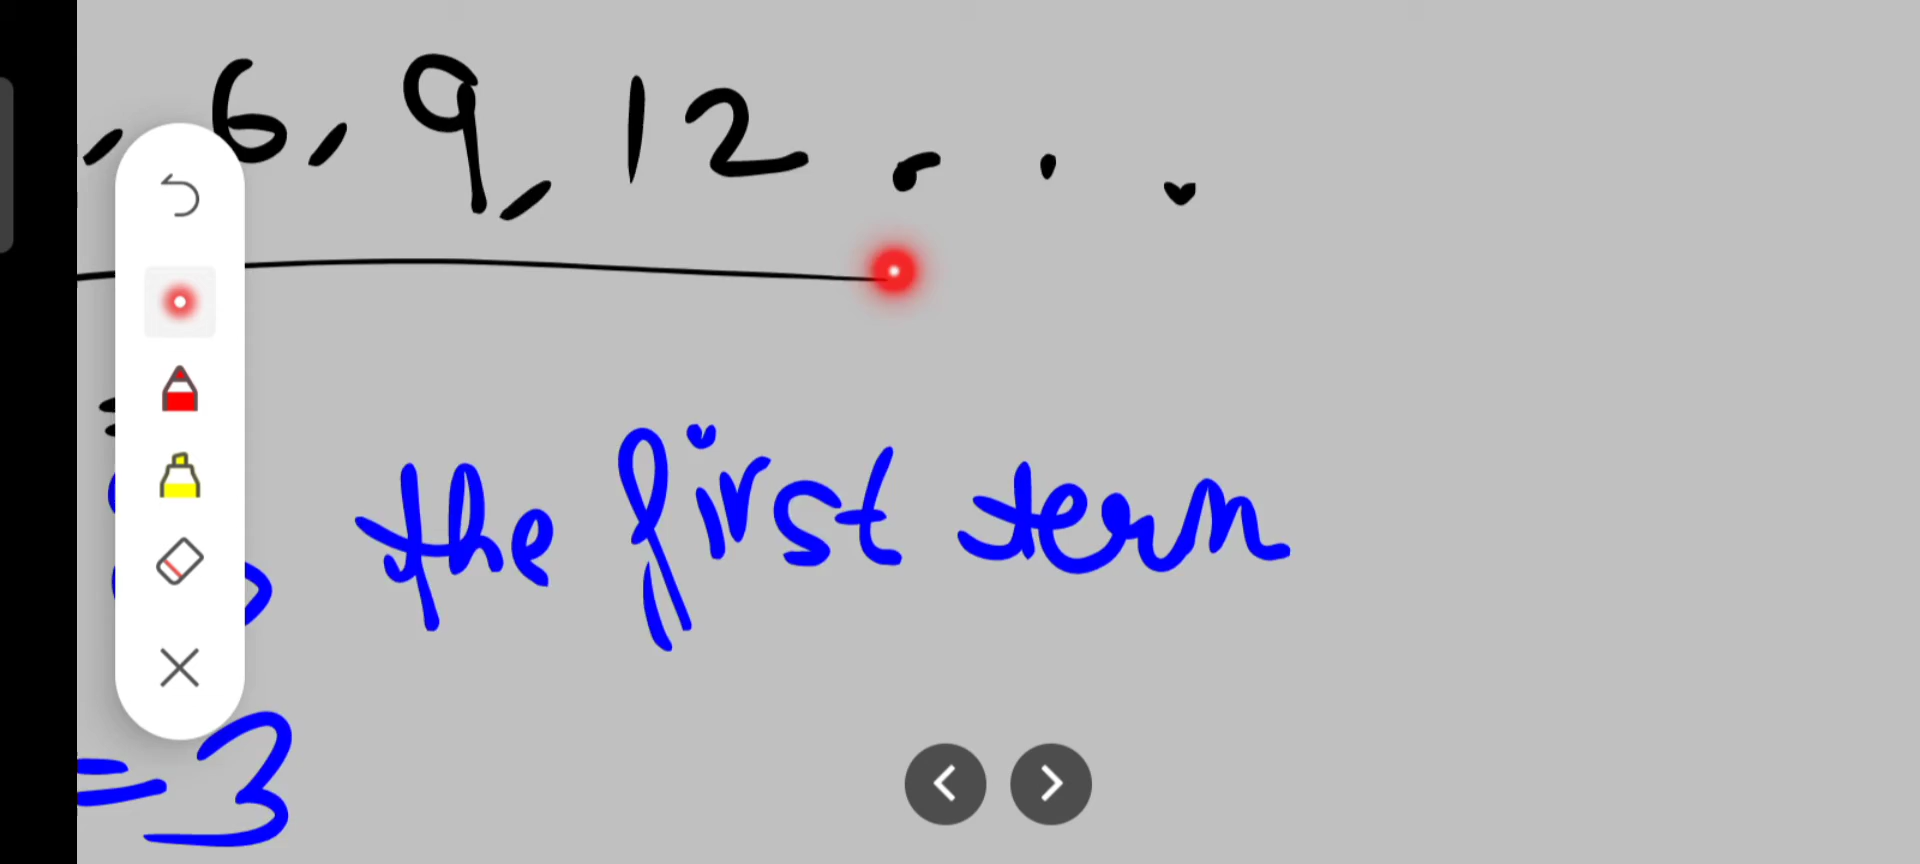 , 6, 9, 12 . . .
= the first term
= 3